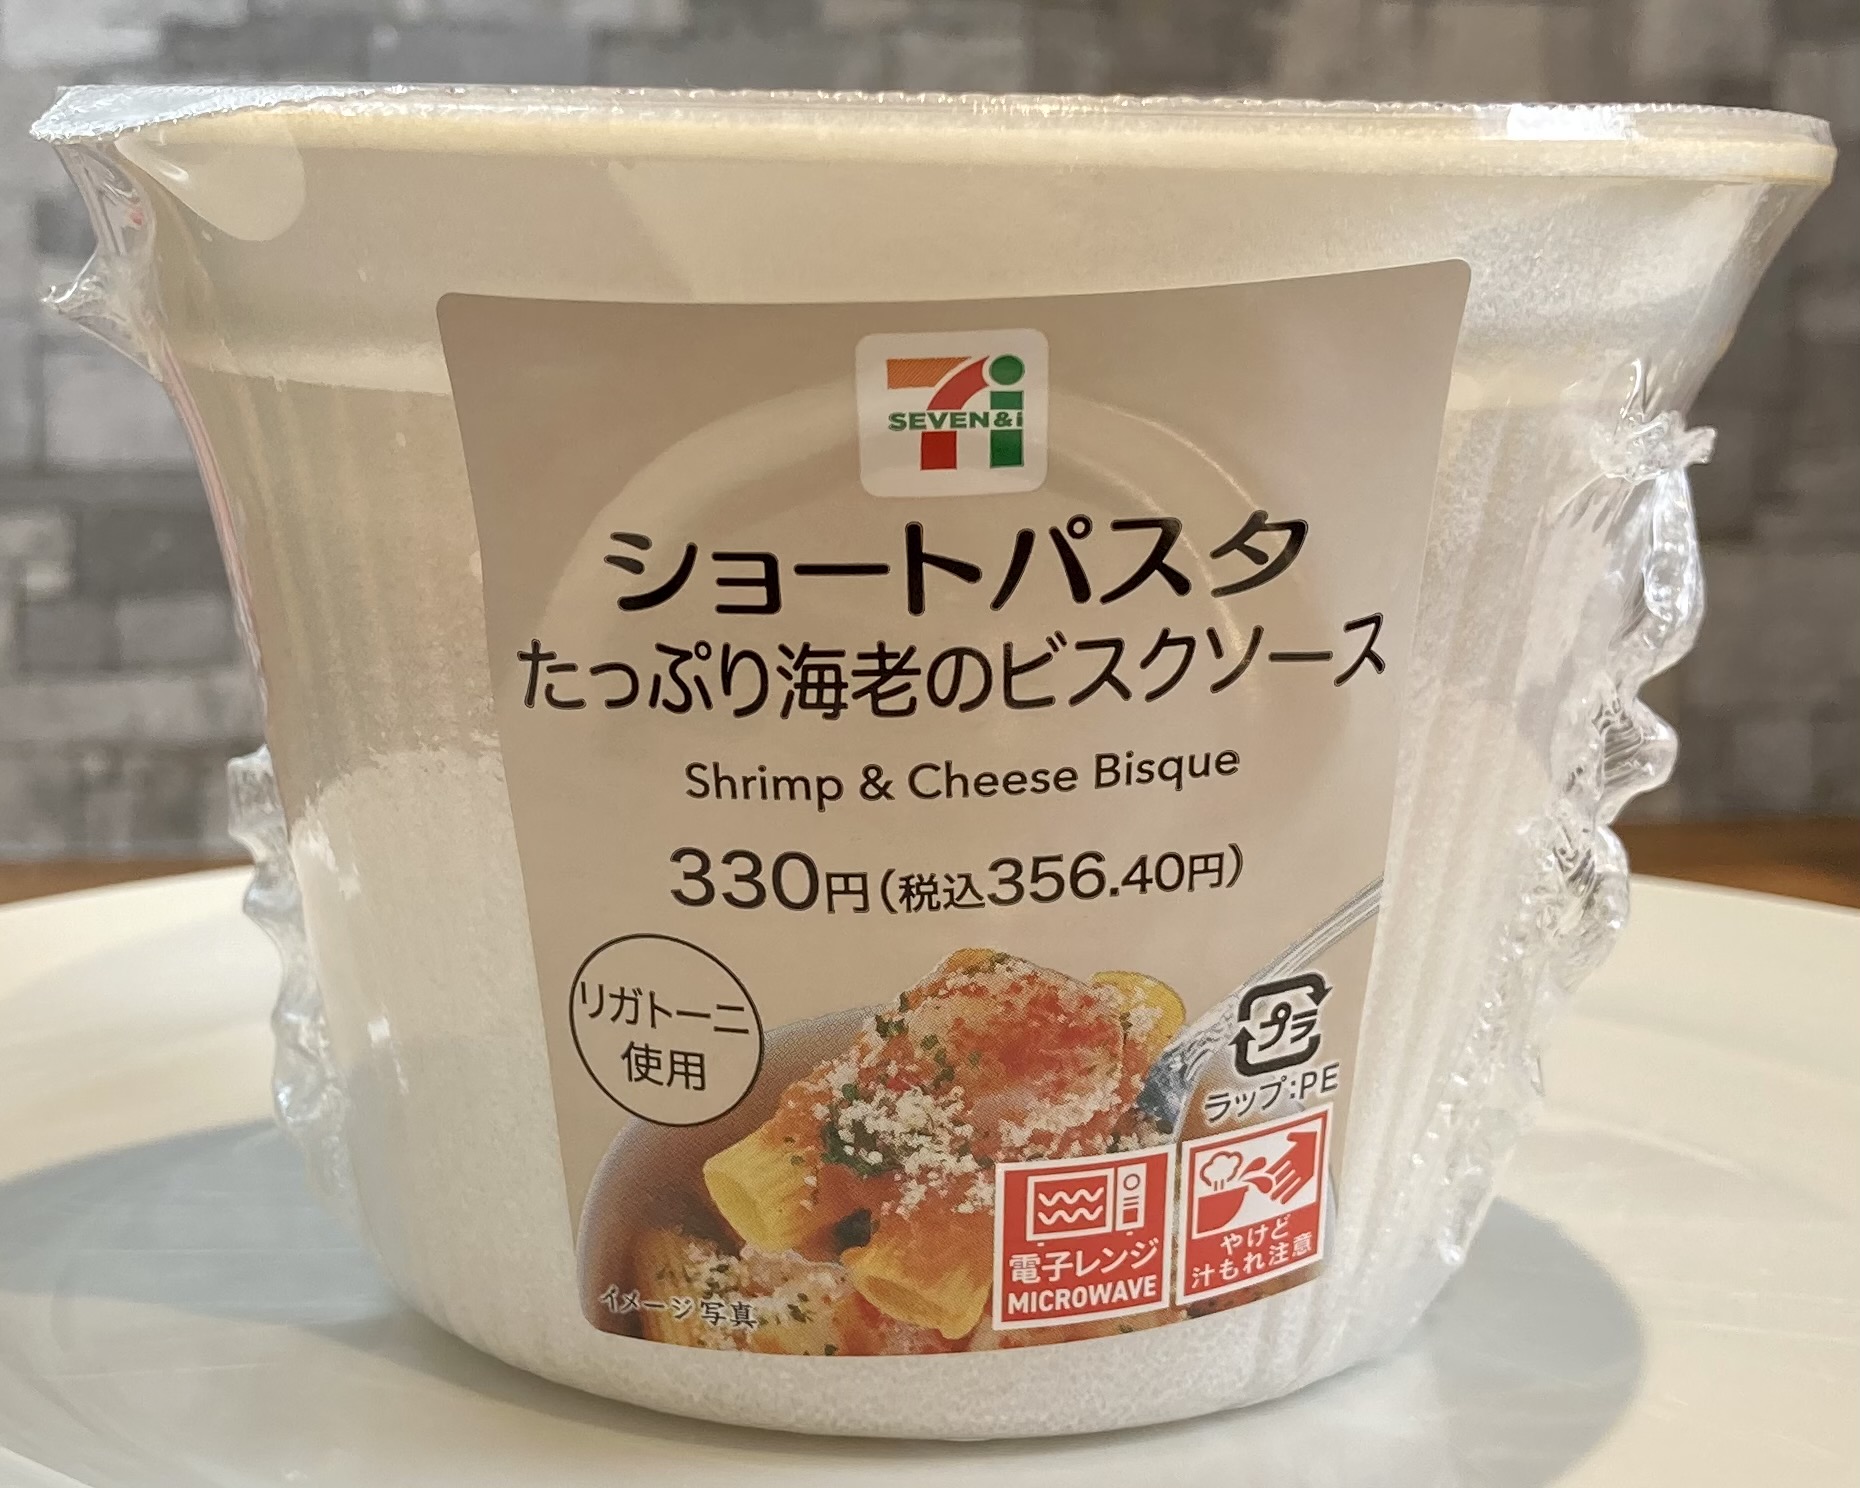 SEVEN&i
ショートパスタ
たっぷり海老のビスクソース
Shrimp & Cheese Bisque
330円(税込356.40円)
リガトーニ
使用
プラ
ラップ:PE
電子レンジ
MICROWAVE
やけど
汁もれ注意
イメージ写真